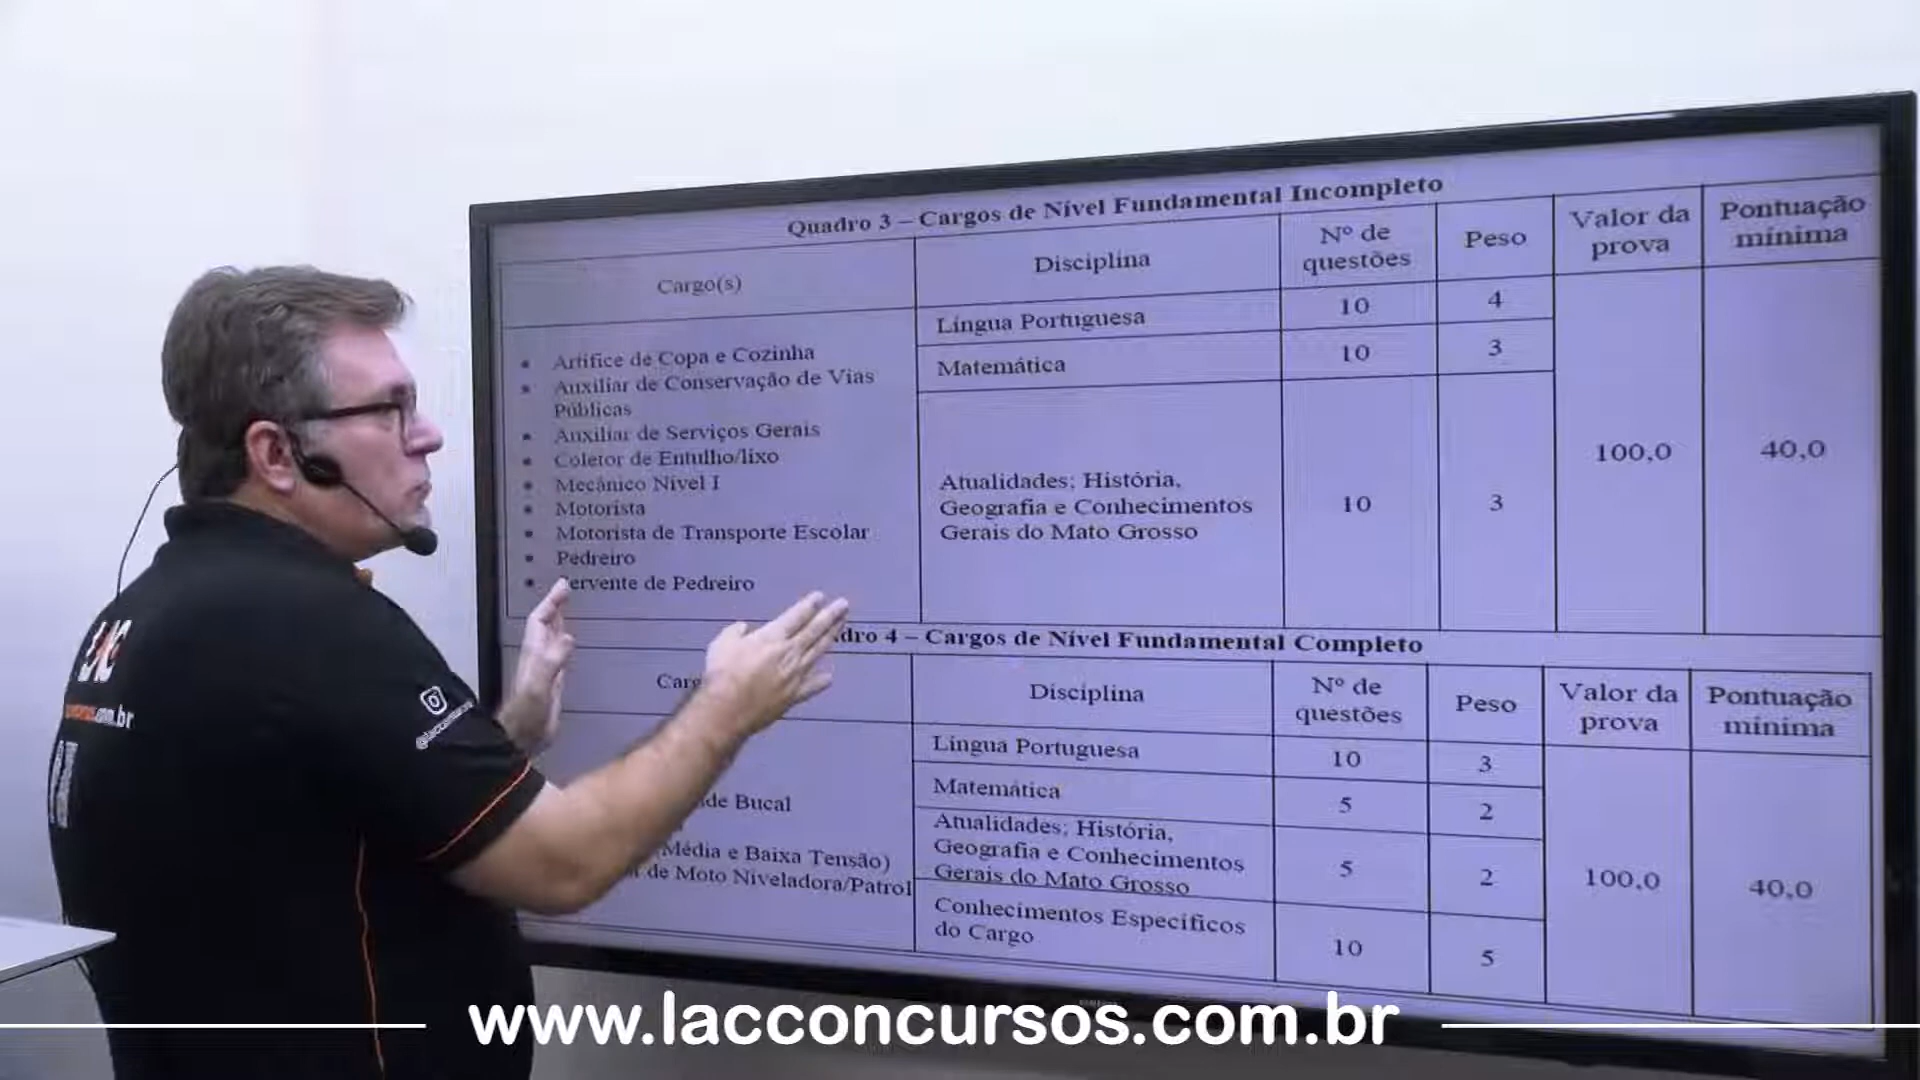 Quadro 3 – Cargos de Nível Fundamental Incompleto
Cargo(s)
Disciplina
Nº de
questões
Peso
Valor da
prova
Pontuação
mínima
Artífice de Copa e Cozinha
Auxiliar de Conservação de Vias
Públicas
Auxiliar de Serviços Gerais
Coletor de Entulho/lixo
Mecânico Nível I
Motorista
Motorista de Transporte Escolar
Pedreiro
ervente de Pedreiro
Língua Portuguesa
10
4
Matemática
10
3
Atualidades; História,
Geografia e Conhecimentos
Gerais do Mato Grosso
10
3
100,0
40,0
dro 4 – Cargos de Nível Fundamental Completo
Carg
Disciplina
Nº de
questões
Peso
Valor da
prova
Pontuação
mínima
de Bucal
(Média e Baixa Tensão)
de Moto Niveladora/Patrol
Língua Portuguesa
10
3
Matemática
5
2
Atualidades; História,
Geografia e Conhecimentos
Gerais do Mato Grosso
5
2
Conhecimentos Específicos
do Cargo
10
5
100,0
40,0
LAC
.com.br
www.lacconcursos.com.br